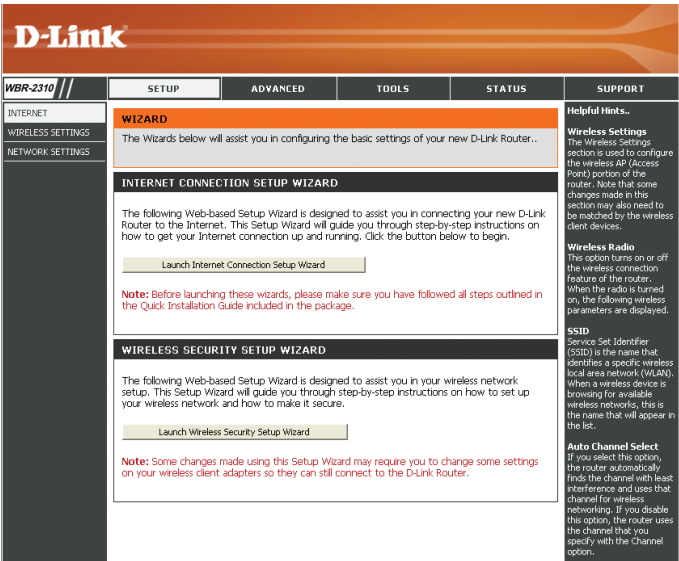 D-Link
WBR-2310 //
SETUP
ADVANCED
TOOLS
STATUS
SUPPORT
INTERNET
WIRELESS SETTINGS
NETWORK SETTINGS
WIZARD
The Wizards below will assist you in configuring the basic settings of your new D-Link Router..
INTERNET CONNECTION SETUP WIZARD
The following Web-based Setup Wizard is designed to assist you in connecting your new D-Link
Router to the Internet. This Setup Wizard will guide you through step-by-step instructions on
how to get your Internet connection up and running. Click the button below to begin.
Launch Internet Connection Setup Wizard
Note: Before launching these wizards, please make sure you have followed all steps outlined in
the Quick Installation Guide included in the package.
WIRELESS SECURITY SETUP WIZARD
The following Web-based Setup Wizard is designed to assist you in your wireless network
setup. This Setup Wizard will guide you through step-by-step instructions on how to set up
your wireless network and how to make it secure.
Launch Wireless Security Setup Wizard
Note: Some changes made using this Setup Wizard may require you to change some settings
on your wireless client adapters so they can still connect to the D-Link Router.
Helpful Hints..
Wireless Settings
The Wireless Settings
section is used to configure
the wireless AP (Access
Point) portion of the
router. Note that some
changes made in this
section may also need to
be matched by the wireless
client devices.
Wireless Radio
This option turns on or off
the wireless connection
feature of the router.
When the radio is turned
on, the following wireless
parameters are displayed.
SSID
Service Set Identifier
(SSID) is the name that
identifies a specific wireless
local area network (WLAN).
When a wireless device is
browsing for available
wireless networks, this is
the name that will appear in
the list.
Auto Channel Select
If you select this option,
the router automatically
finds the channel with least
interference and uses that
channel for wireless
networking. If you disable
this option, the router uses
the channel that you
specify with the Channel
option.